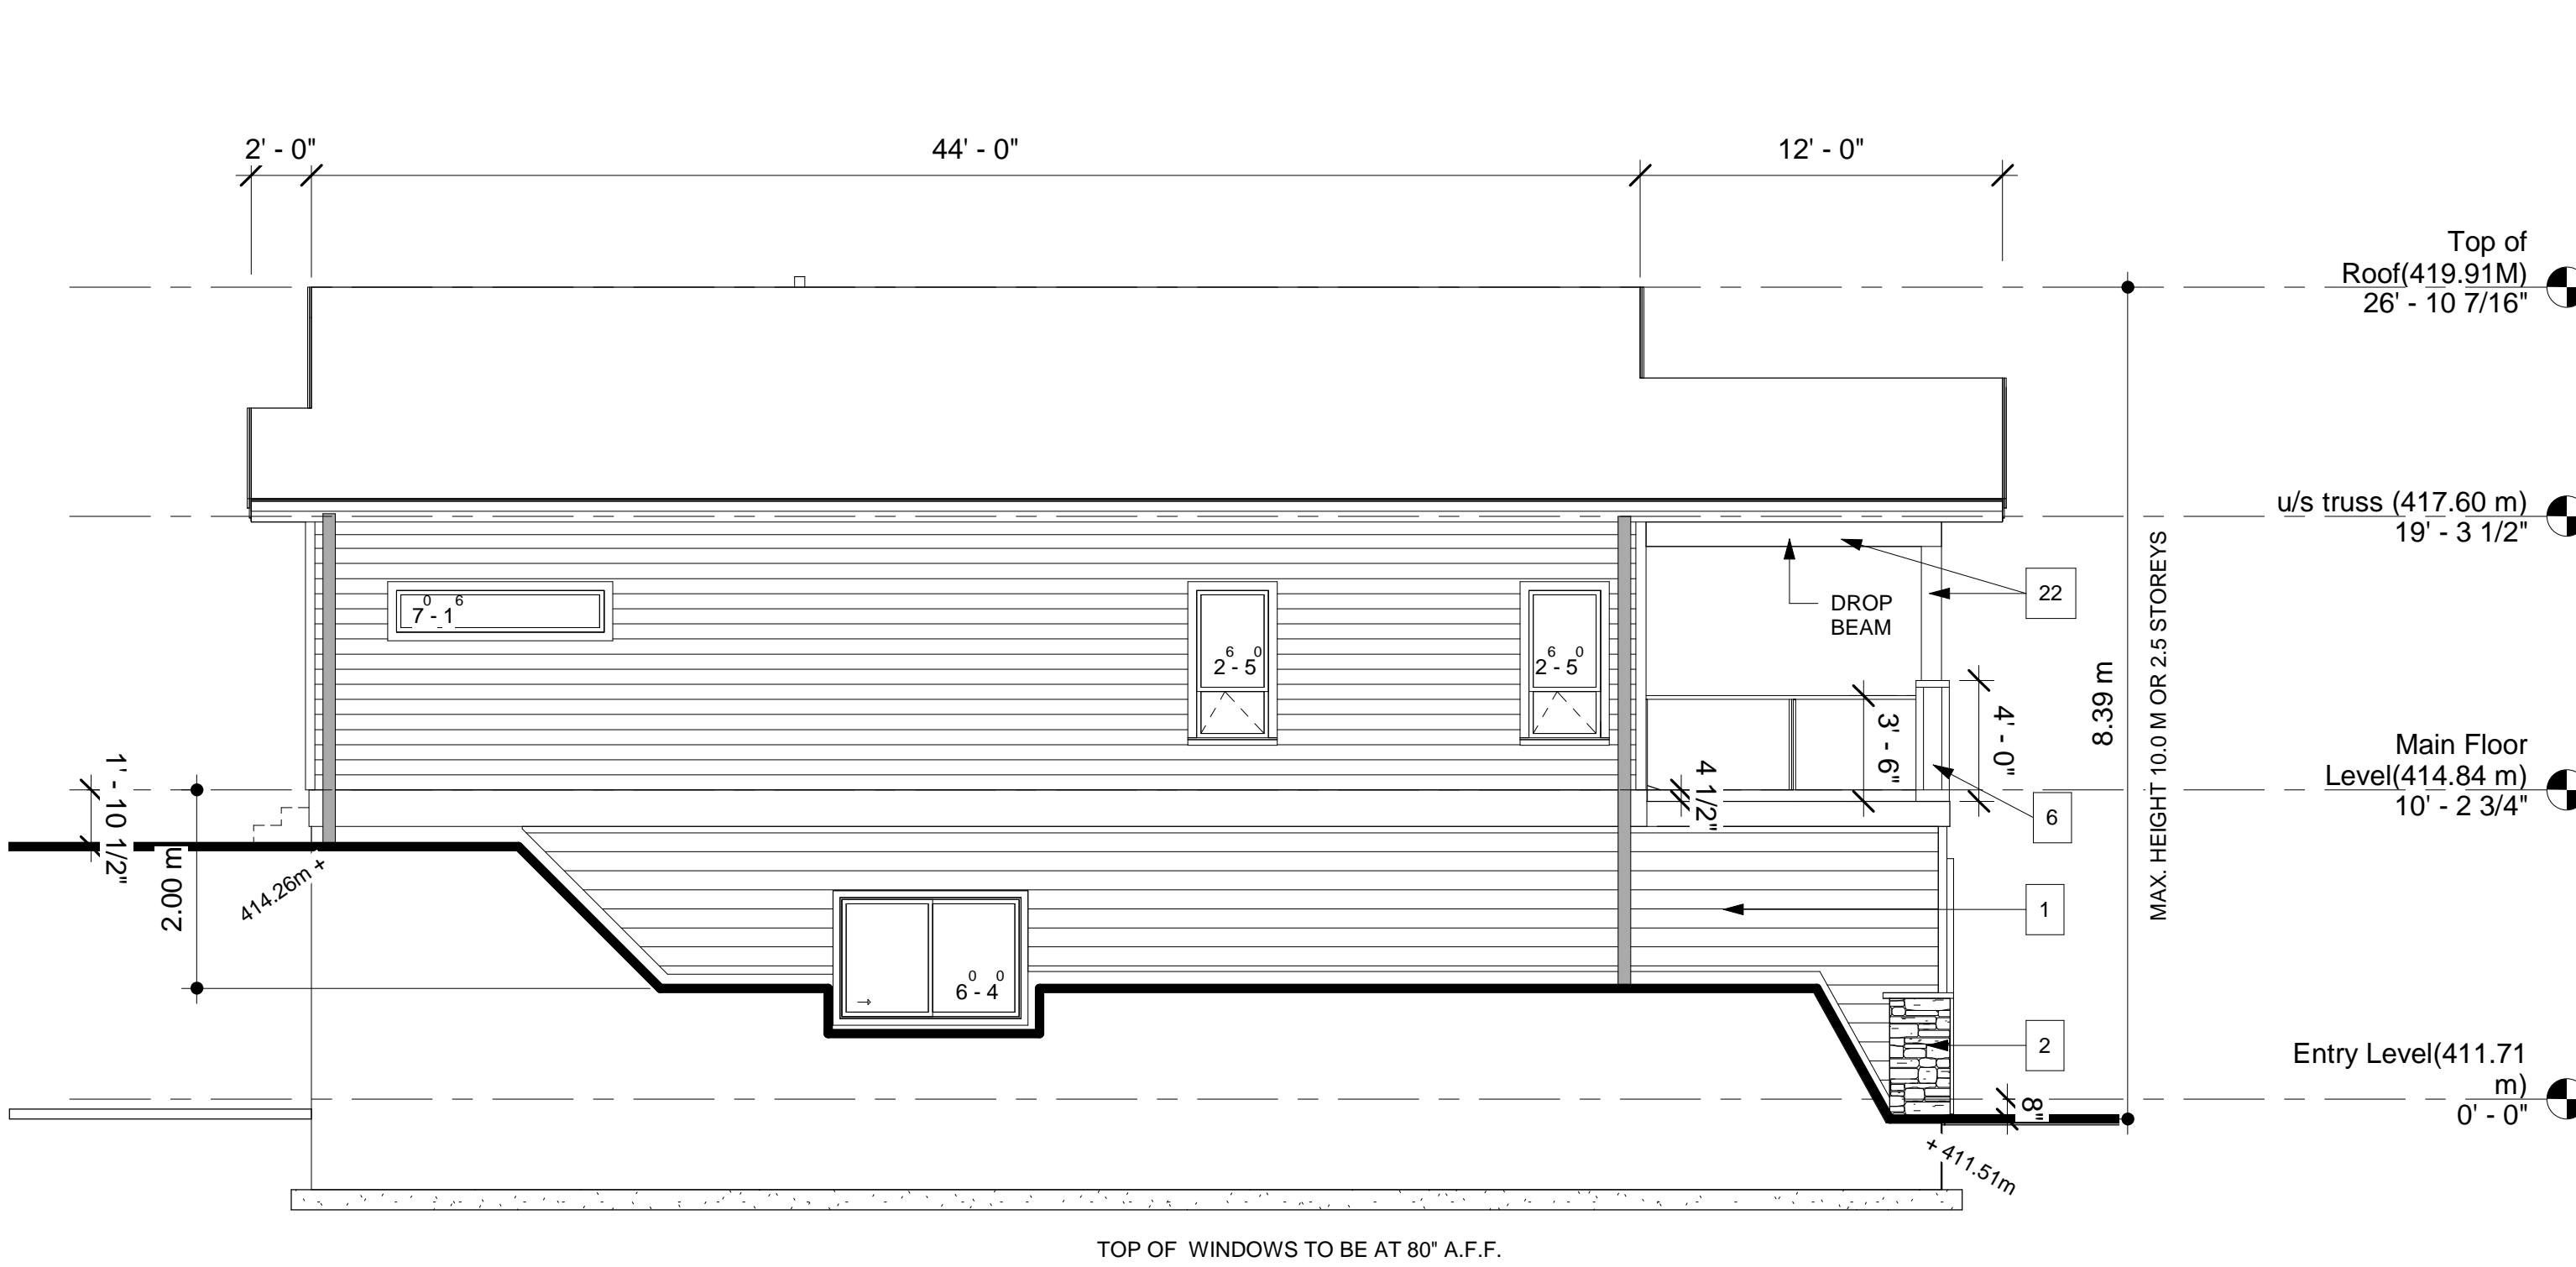 2' - 0"
44' - 0"
12' - 0"
Top of
Roof(419.91M)
26' - 10 7/16"
u/s truss (417.60 m)
19' - 3 1/2"
7⁰ - 1⁶
2⁶ - 5⁰
2⁶ - 5⁰
DROP
BEAM
22
MAX. HEIGHT 10.0 M OR 2.5 STOREYS
8.39 m
4' - 0"
3' - 6"
4 1/2"
Main Floor
Level(414.84 m)
10' - 2 3/4"
6
1' - 10 1/2"
2.00 m
414.26m +
1
6⁰ - 4⁰
2
Entry Level(411.71
m)
0' - 0"
8"
+ 411.51m
TOP OF WINDOWS TO BE AT 80" A.F.F.